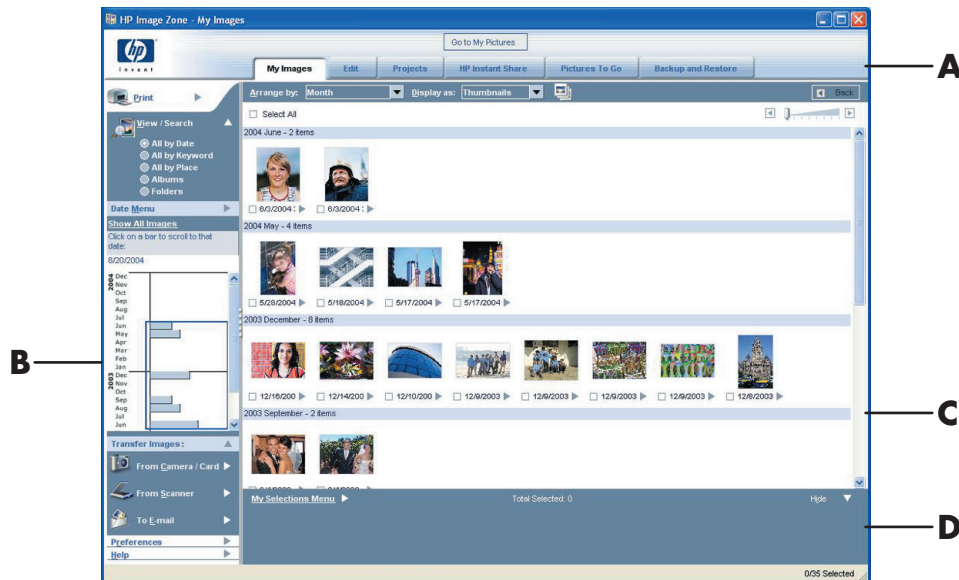 HP Image Zone - My Images
Go to My Pictures
hp
invent
My Images Edit Projects HP Instant Share Pictures To Go Backup and Restore
A
Print
Arrange by: Month Display as: Thumbnails Back
Select All
View / Search
All by Date
All by Keyword
All by Place
Albums
Folders
Date Menu
Show All Images
Click on a bar to scroll to that
date:
8/20/2004
2004
Dec
Nov
Oct
Sep
Aug
Jul
Jun
May
Apr
Mar
Feb
Jan
2003
Dec
Nov
Oct
Sep
Aug
Jul
Jun
B
Transfer Images:
From Camera / Card
From Scanner
To E-mail
Preferences
Help
2004 June - 2 items
6/3/2004 : 6/3/2004 :
2004 May - 4 items
5/28/2004 5/18/2004 5/17/2004 5/17/2004
2003 December - 8 items
12/16/200 12/14/200 12/10/200 12/9/2003 12/9/2003 12/9/2003 12/9/2003 12/8/2003
2003 September - 2 items
C
My Selections Menu Total Selected: 0 Hide
D
0/35 Selected